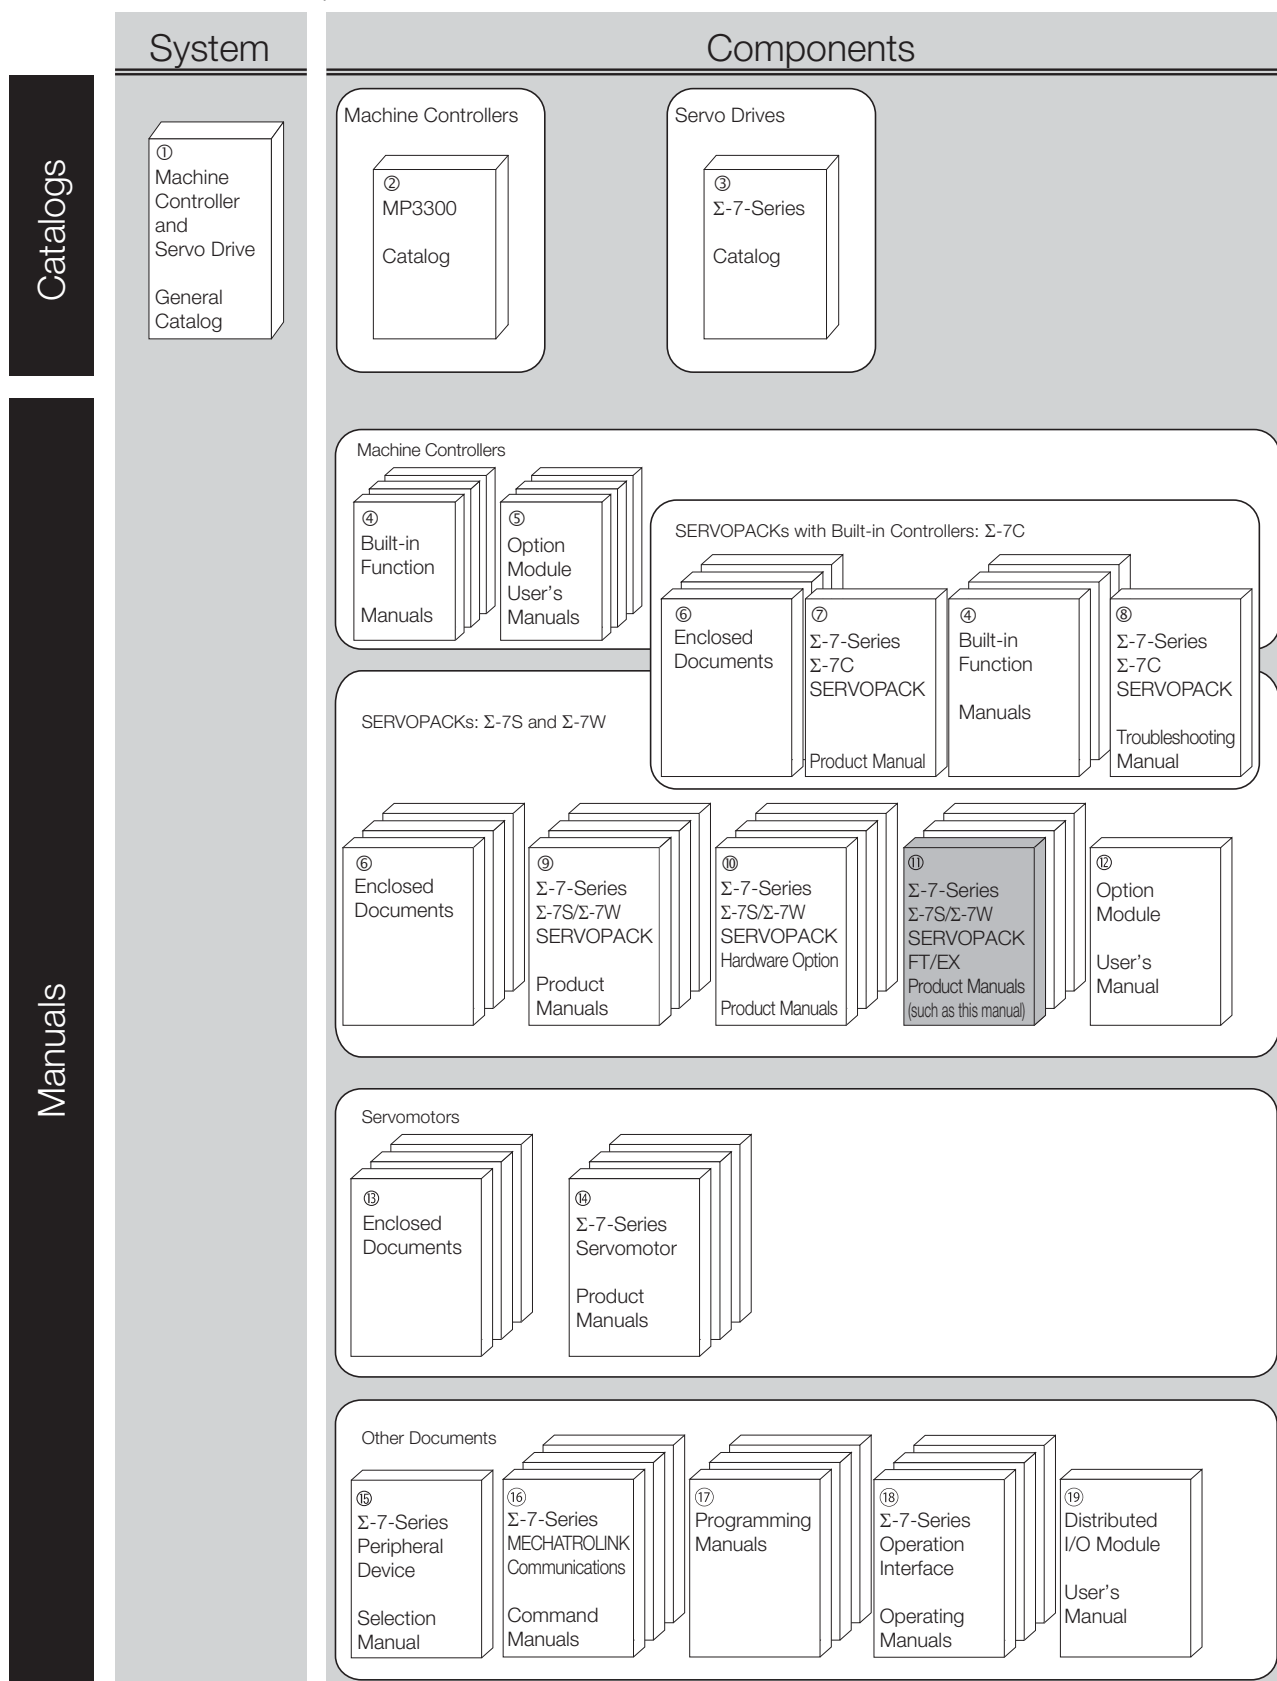 System
Components
Catalogs
①
Machine
Controller
and
Servo Drive
General
Catalog
Machine Controllers
②
MP3300
Catalog
Servo Drives
③
Σ-7-Series
Catalog
Manuals
Machine Controllers
④
Built-in
Function
Manuals
⑤
Option
Module
User's
Manuals
SERVOPACKs with Built-in Controllers: Σ-7C
⑥
Enclosed
Documents
⑦
Σ-7-Series
Σ-7C
SERVOPACK
Product Manual
④
Built-in
Function
Manuals
⑧
Σ-7-Series
Σ-7C
SERVOPACK
Troubleshooting
Manual
SERVOPACKs: Σ-7S and Σ-7W
⑥
Enclosed
Documents
⑨
Σ-7-Series
Σ-7S/Σ-7W
SERVOPACK
Product
Manuals
⑩
Σ-7-Series
Σ-7S/Σ-7W
SERVOPACK
Hardware Option
Product Manuals
⑪
Σ-7-Series
Σ-7S/Σ-7W
SERVOPACK
FT/EX
Product Manuals
(such as this manual)
⑫
Option
Module
User's
Manual
Servomotors
⑬
Enclosed
Documents
⑭
Σ-7-Series
Servomotor
Product
Manuals
Other Documents
⑮
Σ-7-Series
Peripheral
Device
Selection
Manual
⑯
Σ-7-Series
MECHATROLINK
Communications
Command
Manuals
⑰
Programming
Manuals
⑱
Σ-7-Series
Operation
Interface
Operating
Manuals
⑲
Distributed
I/O Module
User's
Manual